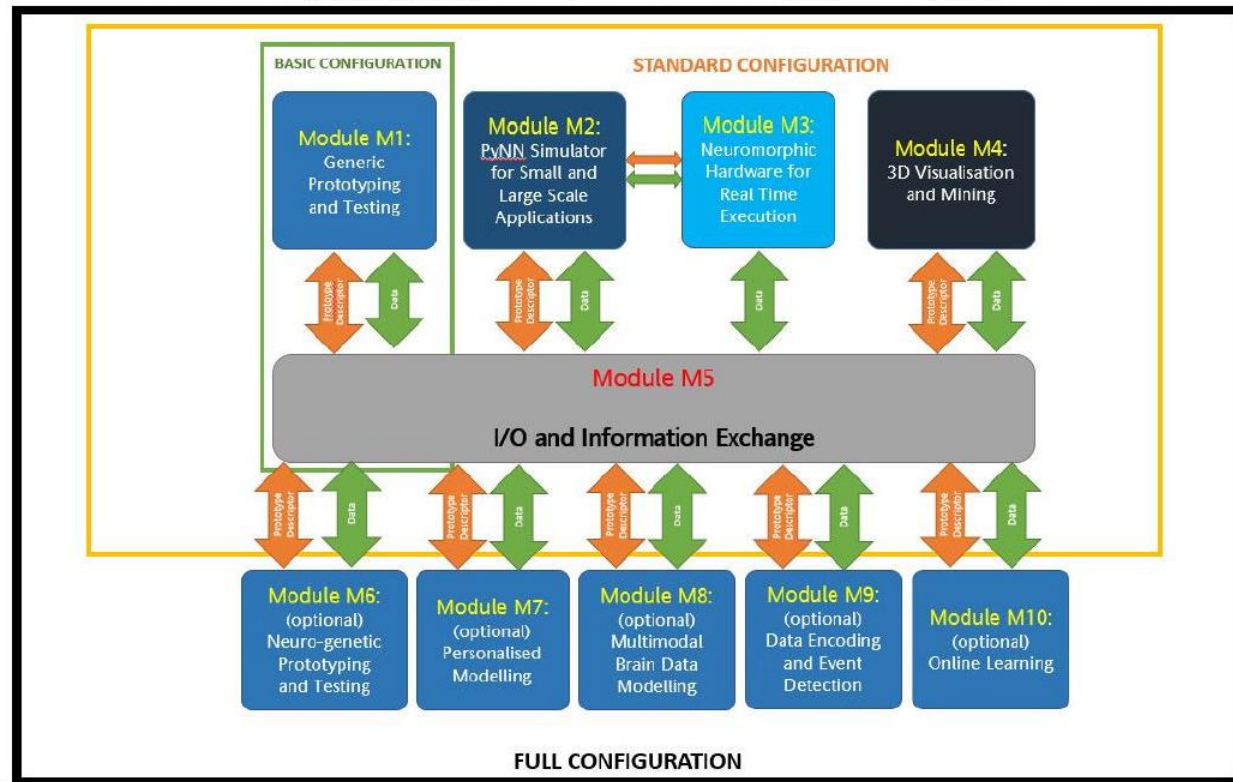 BASIC CONFIGURATION
STANDARD CONFIGURATION
Module M1:
Generic
Prototyping
and Testing
Module M2:
PyNN Simulator
for Small and
Large Scale
Applications
Module M3:
Neuromorphic
Hardware for
Real Time
Execution
Module M4:
3D Visualisation
and Mining
Prototype
Descriptor
Data
Prototype
Descriptor
Data
Data
Prototype
Descriptor
Data
Module M5
I/O and Information Exchange
Prototype
Descriptor
Data
Prototype
Descriptor
Data
Prototype
Descriptor
Data
Prototype
Descriptor
Data
Prototype
Descriptor
Data
Module M6:
(optional)
Neuro-genetic
Prototyping
and Testing
Module M7:
(optional)
Personalised
Modelling
Module M8:
(optional)
Multimodal
Brain Data
Modelling
Module M9:
(optional)
Data Encoding
and Event
Detection
Module M10:
(optional)
Online Learning
FULL CONFIGURATION